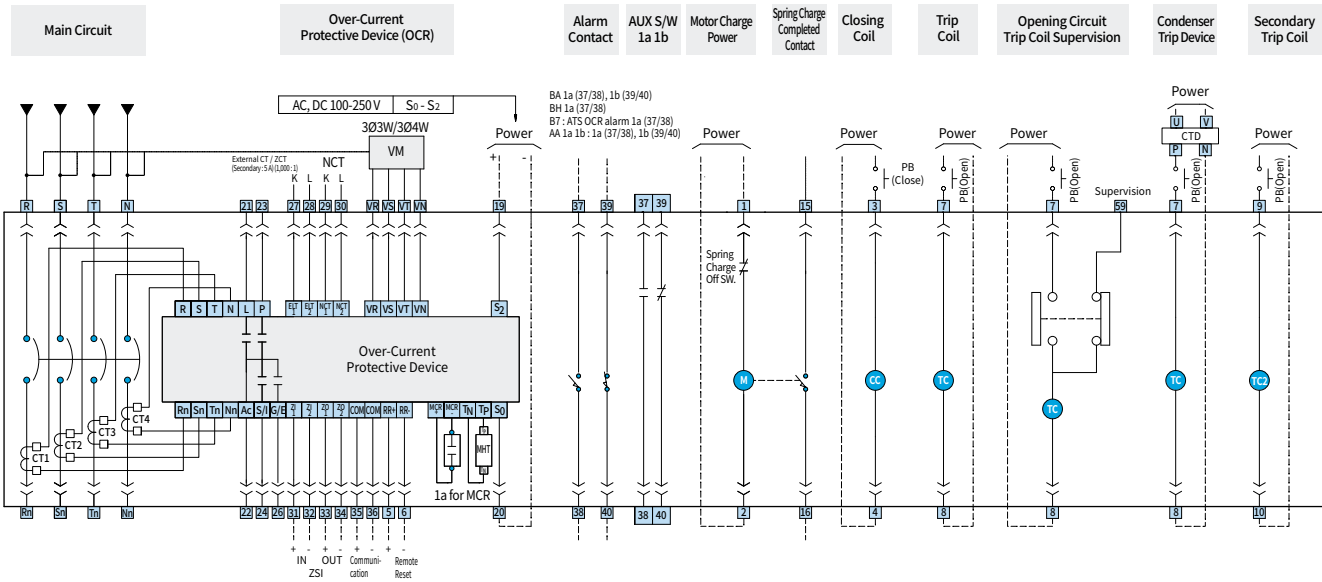 Main Circuit
Over-Current
Protective Device (OCR)
Alarm
Contact
AUX S/W
1a 1b
Motor Charge
Power
Spring Charge
Completed
Contact
Closing
Coil
Trip
Coil
Opening Circuit
Trip Coil Supervision
Condenser
Trip Device
Secondary
Trip Coil
AC, DC 100-250 V
S0 - S2
BA 1a (37/38), 1b (39/40)
BH 1a (37/38)
B7 : ATS OCR alarm 1a (37/38)
AA 1a 1b : 1a (37/38), 1b (39/40)
3Ø3W/3Ø4W
VM
External CT / ZCT
(Secondary : 5 A) (1,000 : 1)
NCT
K L K L
Power
+ -
Power
Power
Power
Power
Power
Power
U V
CTD
P N
PB
(Close)
PB(Open)
PB(Open)
Supervision
PB(Open)
R S T N 21 23 27 28 29 30 VR VS VT VN 19 37 39 37 39 1 15 3 7 7 59 7 9
Spring
Charge
Off SW.
R S T N L P ELT 1 ELT 2 NCT 1 NCT 2 VR VS VT VN S2
Over-Current
Protective Device
M CC TC TC TC TC2
Rn Sn Tn Nn Ac S/I G/E ZI 1 ZI 2 ZO 1 ZO 2 COM COM RR+ RR- MCR + MCR - TN TP S0
CT1 CT2 CT3 CT4
MHT
1a for MCR
Rn Sn Tn Nn 22 24 26 31 32 33 34 35 36 5 6 20 38 40 38 40 2 16 4 8 8 8 10
+ - + - + - + -
IN OUT
ZSI
Communi-
cation
Remote
Reset